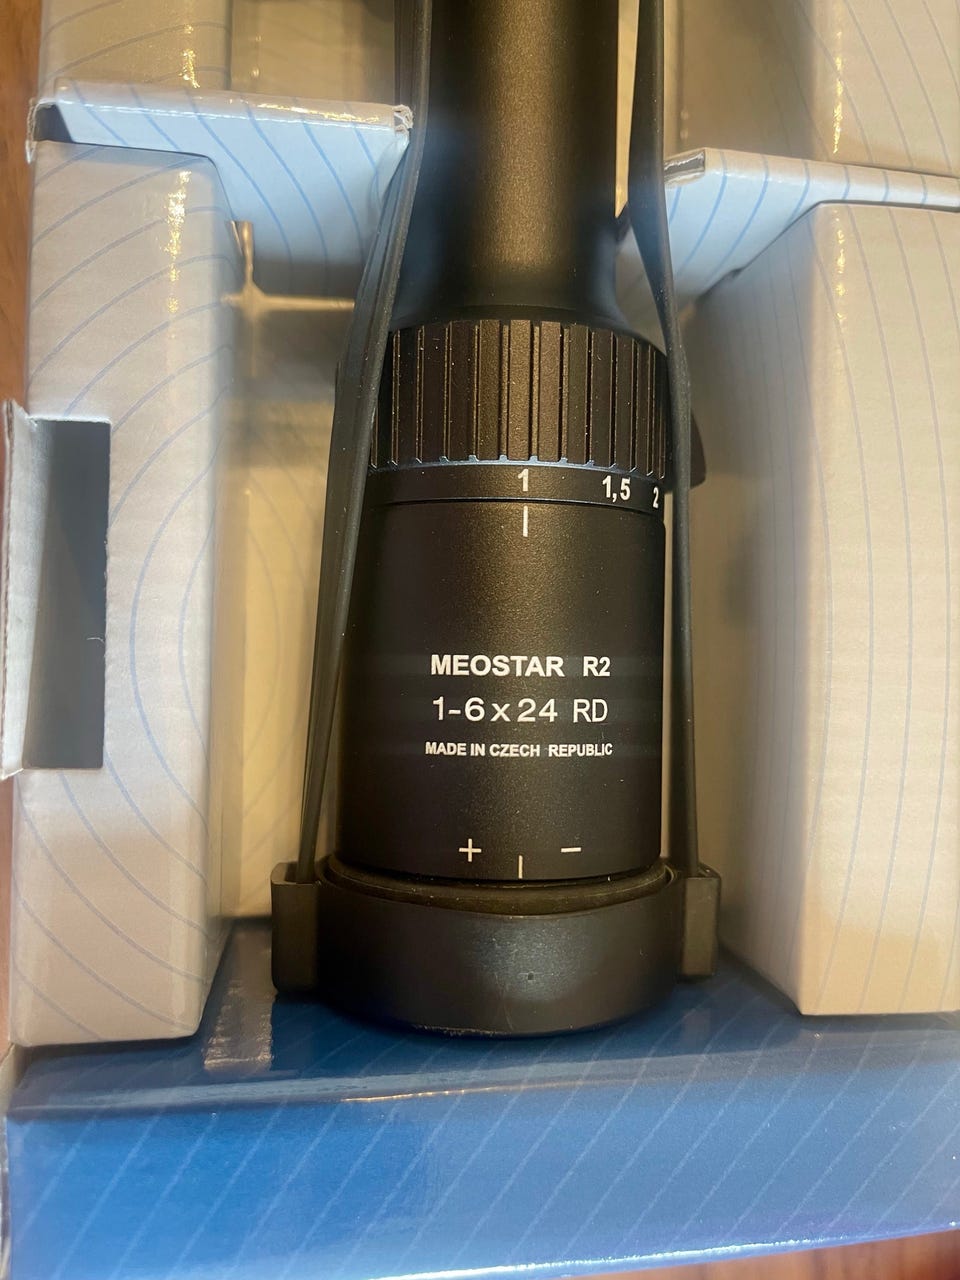 1 1,5 2
MEOSTAR R2
1-6x24 RD
MADE IN CZECH REPUBLIC
+ −